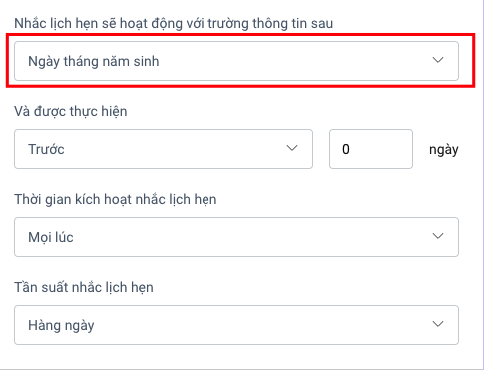 Nhắc lịch hẹn sẽ hoạt động với trường thông tin sau
Ngày tháng năm sinh
Và được thực hiện
Trước 0 ngày
Thời gian kích hoạt nhắc lịch hẹn
Mọi lúc
Tần suất nhắc lịch hẹn
Hàng ngày